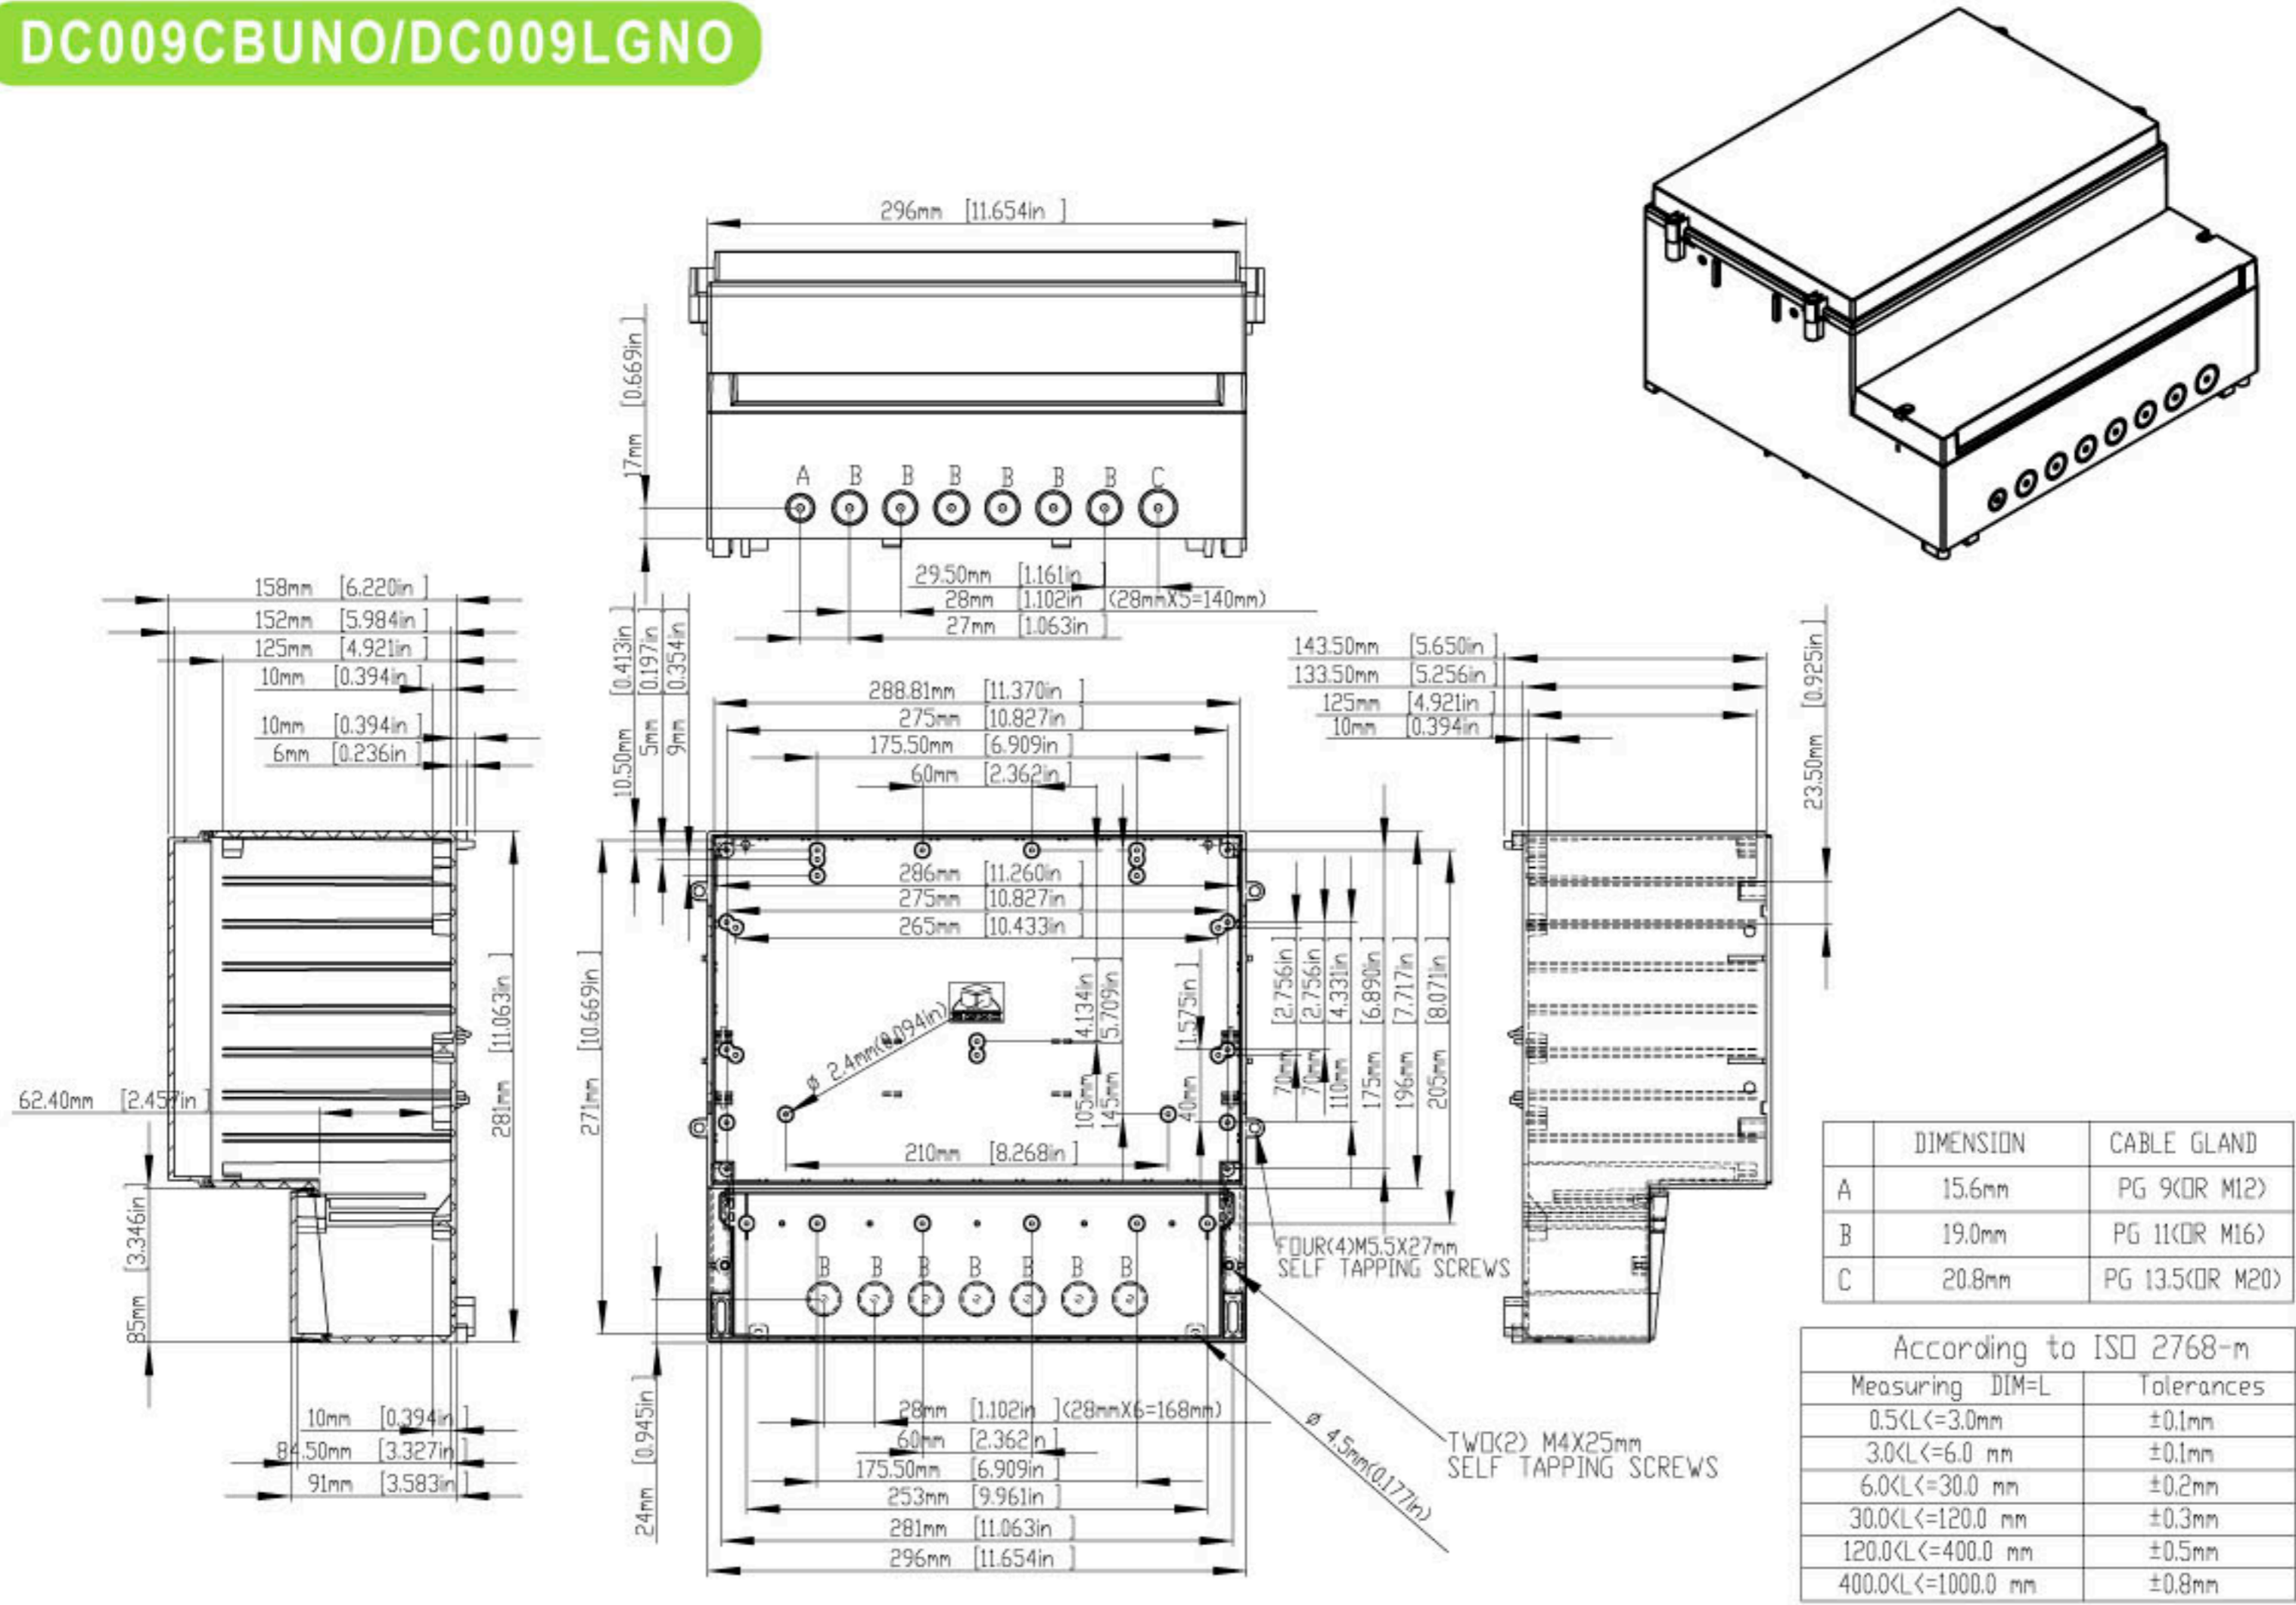 DC009CBUNO/DC009LGNO
296mm [11.654in ]
17mm [0.669in ]
A B B B B B B C
29.50mm [1.161in ]
28mm [1.102in ](28mmX5=140mm)
27mm [1.063in ]
158mm [6.220in ]
152mm [5.984in ]
125mm [4.921in ]
10mm [0.394in ]
10mm [0.394in ]
6mm [0.236in ]
62.40mm [2.457in ]
85mm [3.346in ]
281mm [11.063in ]
10mm [0.394in ]
84.50mm [3.327in ]
91mm [3.583in ]
10.50mm [0.413in ]
5mm [0.197in ]
9mm [0.354in ]
288.81mm [11.370in ]
275mm [10.827in ]
175.50mm [6.909in ]
60mm [2.362in ]
286mm [11.260in ]
275mm [10.827in ]
265mm [10.433in ]
271mm [10.669in ]
ø 2.4mm(0.094in)
105mm [4.134in ]
145mm [5.709in ]
40mm [1.575in ]
70mm [2.756in ]
70mm [2.756in ]
110mm [4.331in ]
175mm [6.890in ]
196mm [7.717in ]
205mm [8.071in ]
210mm [8.268in ]
B B B B B B B
FOUR(4)M5.5X27mm
SELF TAPPING SCREWS
24mm [0.945in ]
28mm [1.102in ](28mmX6=168mm)
60mm [2.362in ]
175.50mm [6.909in ]
253mm [9.961in ]
281mm [11.063in ]
296mm [11.654in ]
ø 4.5mm(0.177in)
TWO(2) M4X25mm
SELF TAPPING SCREWS
143.50mm [5.650in ]
133.50mm [5.256in ]
125mm [4.921in ]
10mm [0.394in ]
23.50mm [0.925in ]
DIMENSION CABLE GLAND
A 15.6mm PG 9(OR M12)
B 19.0mm PG 11(OR M16)
C 20.8mm PG 13.5(OR M20)
According to ISO 2768-m
Measuring DIM=L Tolerances
0.5<L<=3.0mm ±0.1mm
3.0<L<=6.0 mm ±0.1mm
6.0<L<=30.0 mm ±0.2mm
30.0<L<=120.0 mm ±0.3mm
120.0<L<=400.0 mm ±0.5mm
400.0<L<=1000.0 mm ±0.8mm